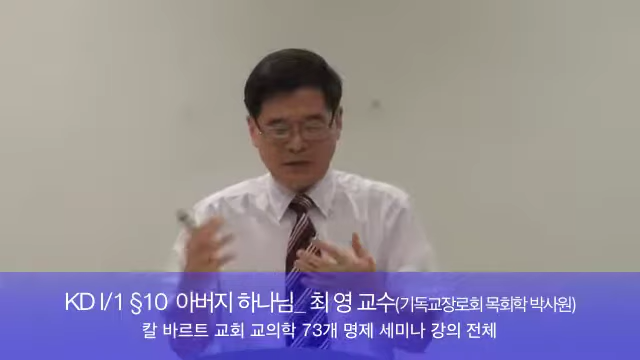 KD I/1 §10 아버지 하나님_ 최 영 교수(기독교장로회 목회학 박사원)
칼 바르트 교회 교의학 73개 명제 세미나 강의 전체